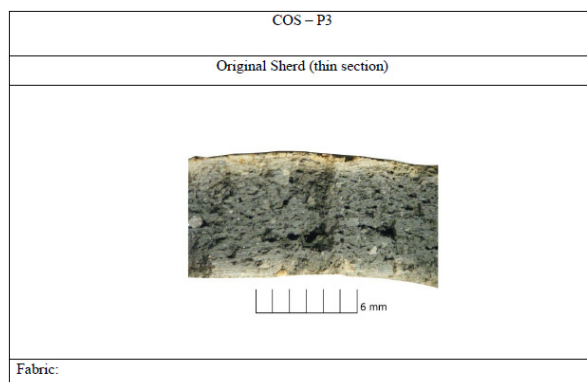 COS – P3
Original Sherd (thin section)
6 mm
Fabric: